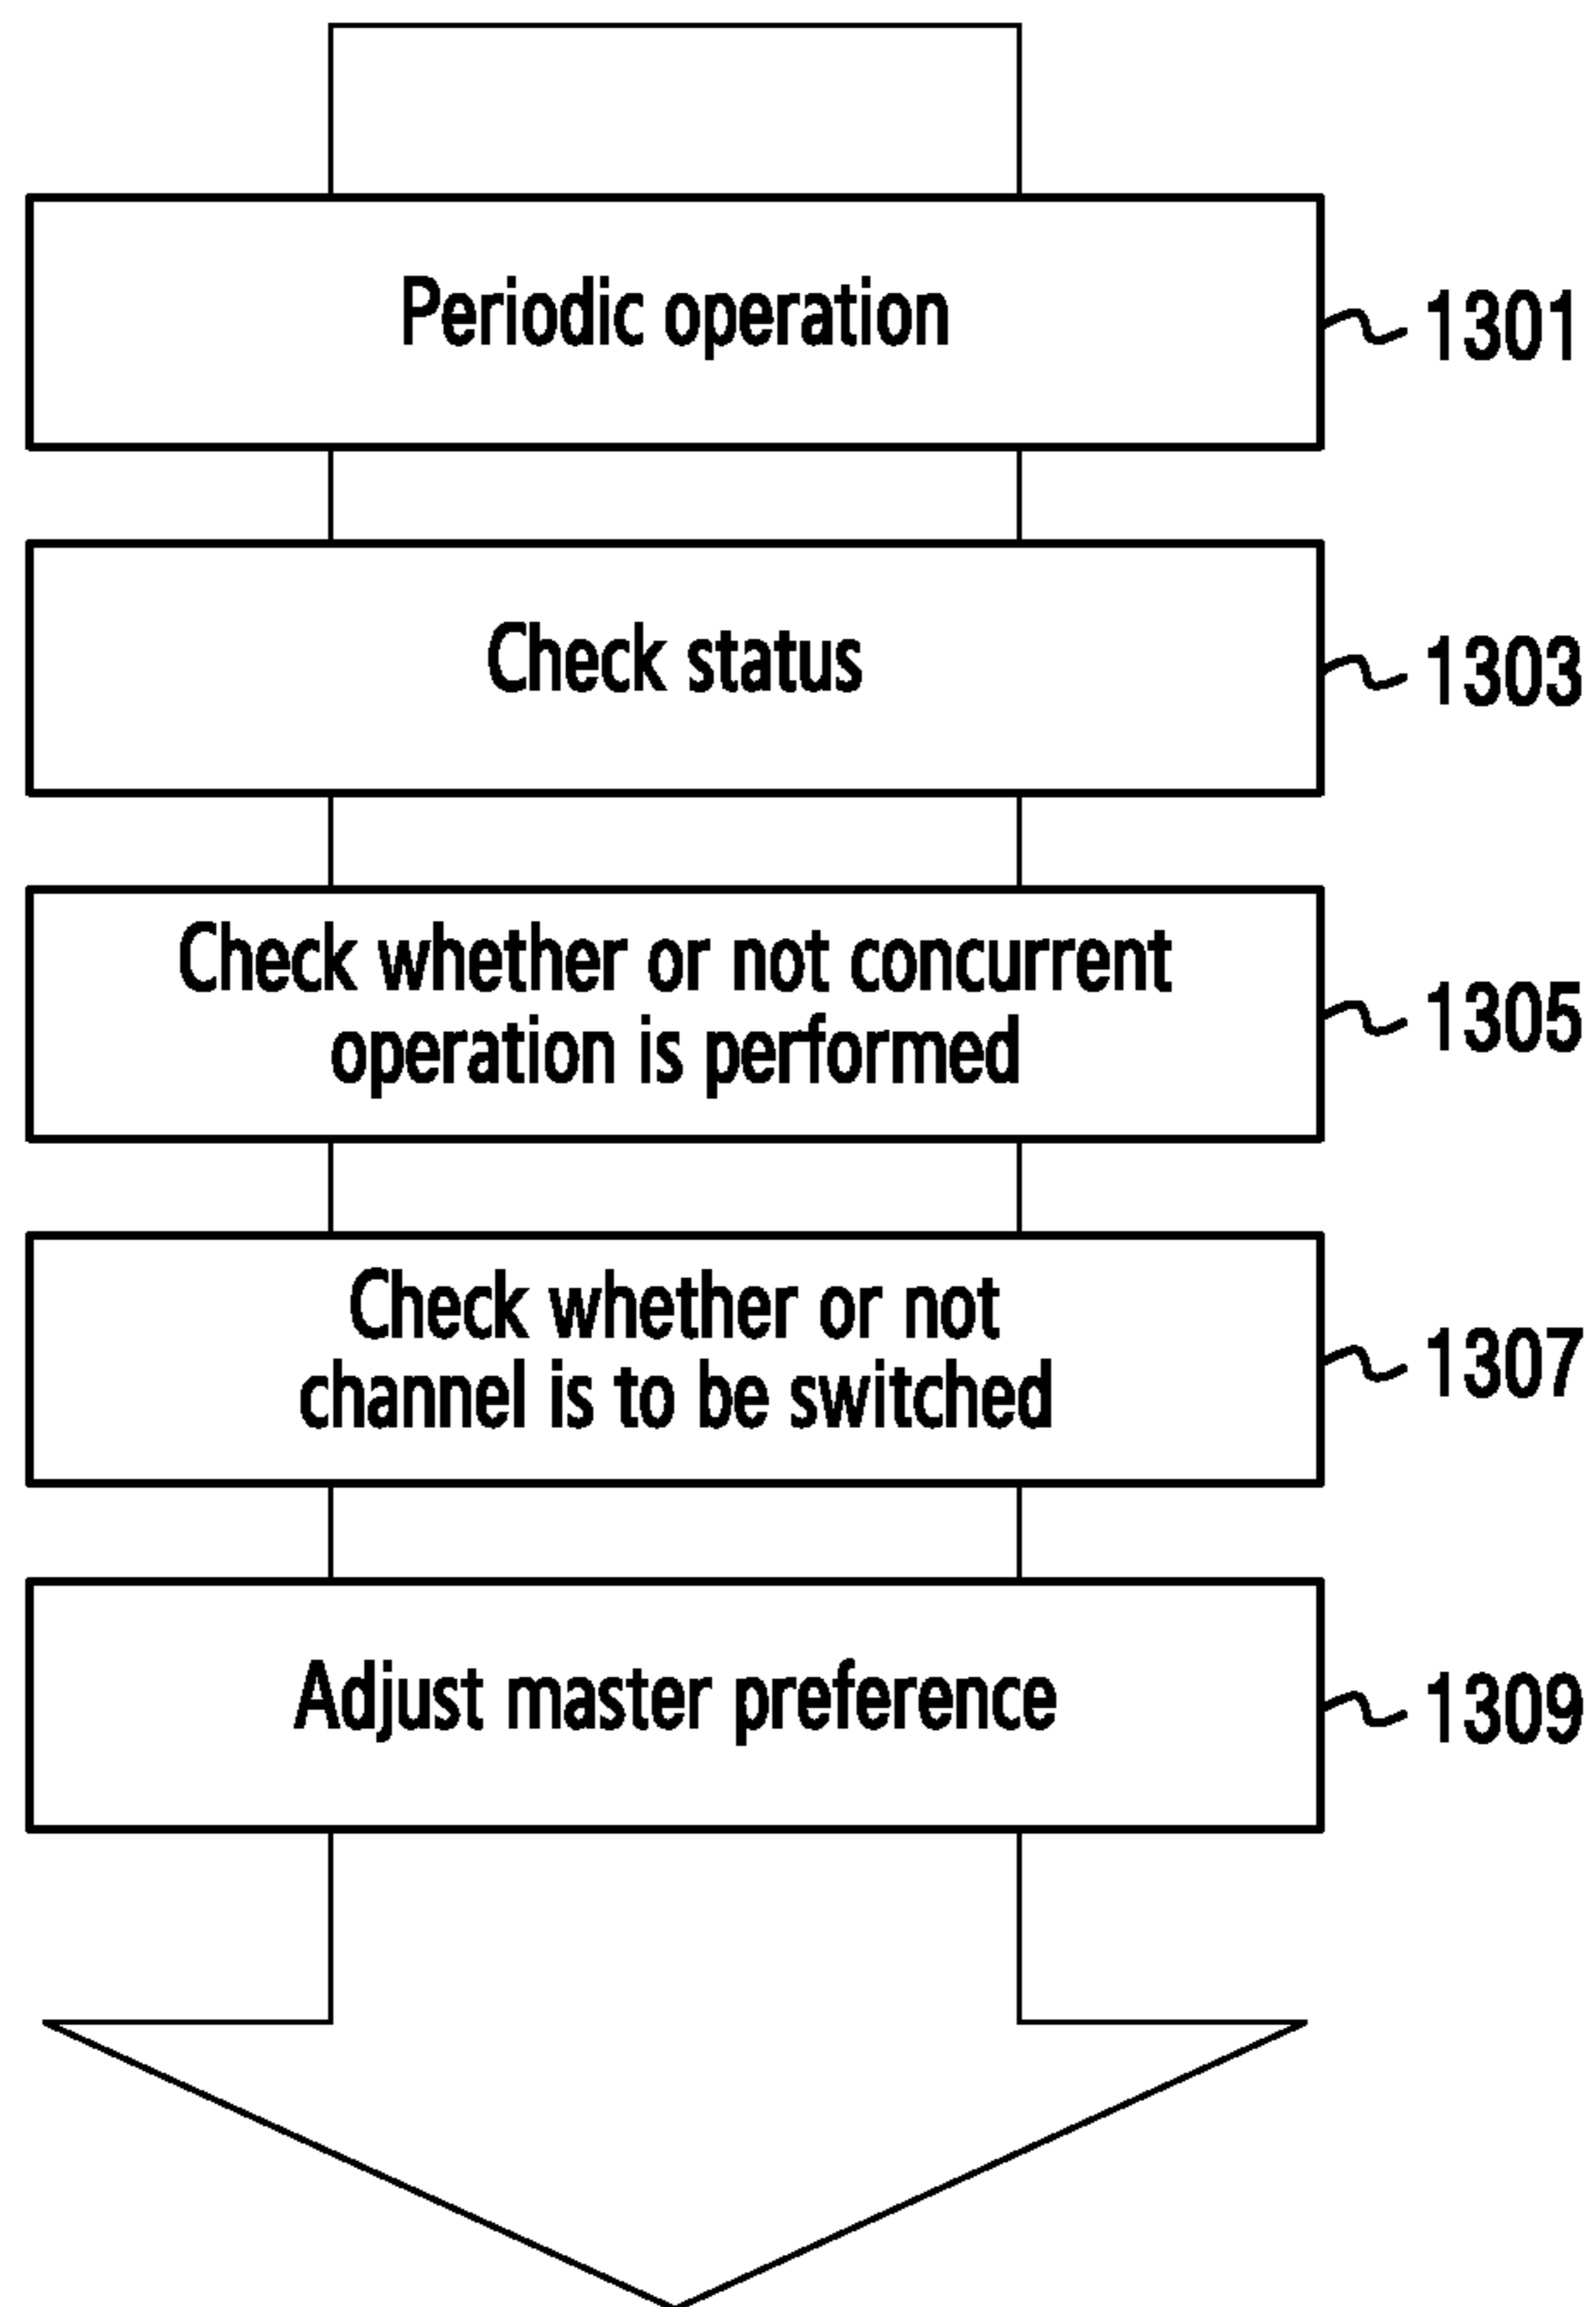 Periodic operation
1301
Check status
1303
Check whether or not concurrent
operation is performed
1305
Check whether or not
channel is to be switched
1307
Adjust master preference
1309